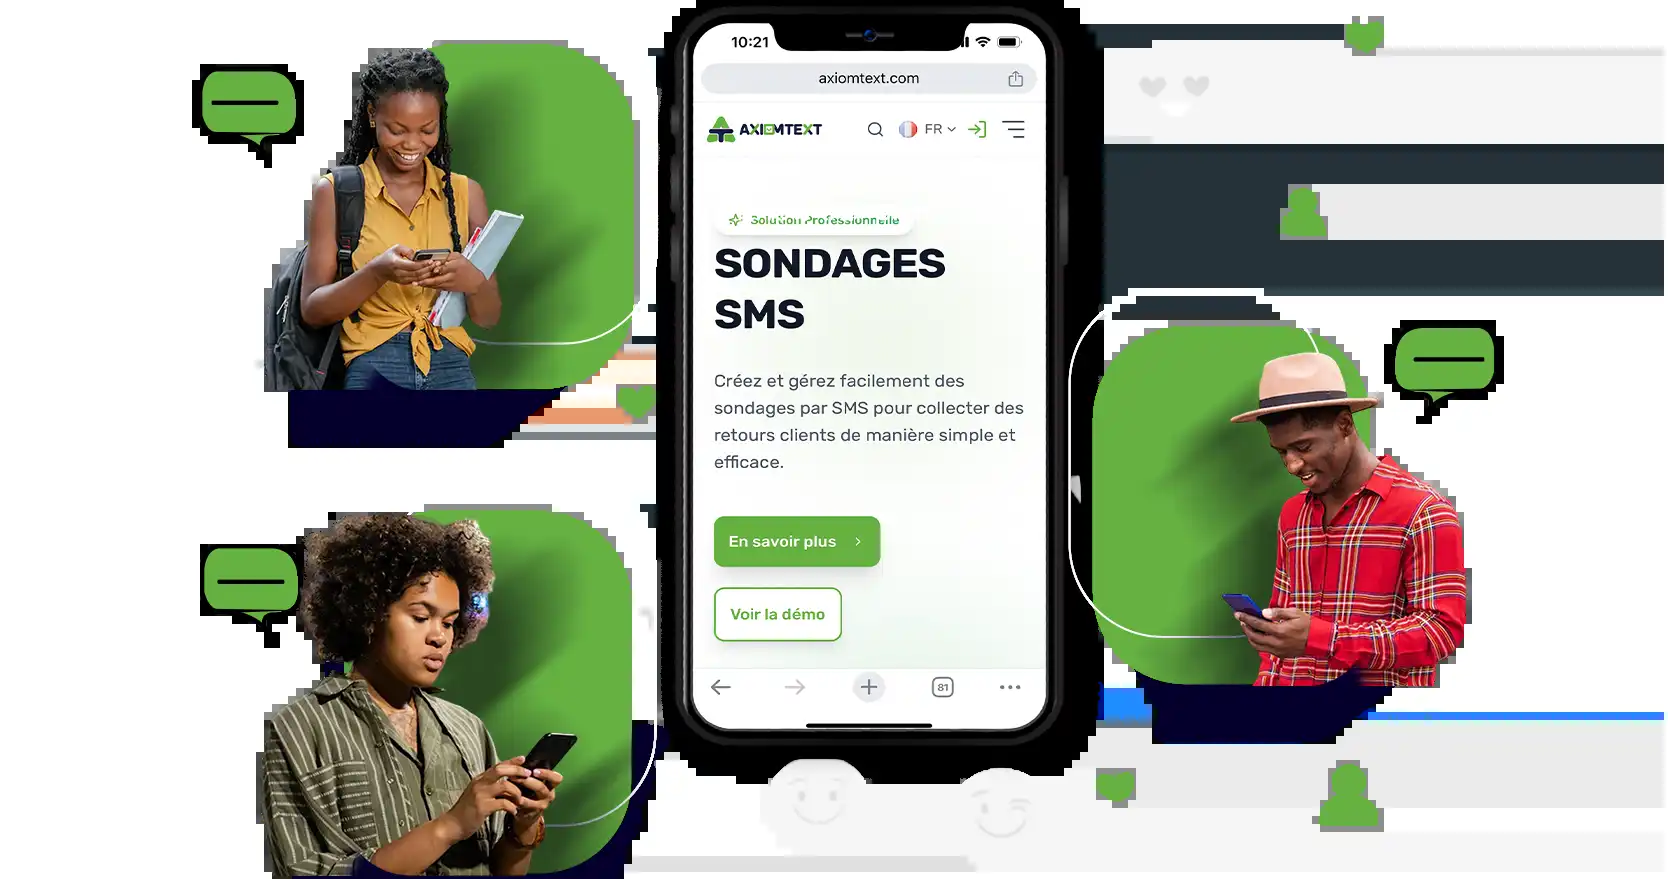 10:21
axiomtext.com
AXIOMTEXT
FR
Solution Professionnelle
SONDAGES
SMS
Créez et gérez facilement des
sondages par SMS pour collecter des
retours clients de manière simple et
efficace.
En savoir plus
Voir la démo
81